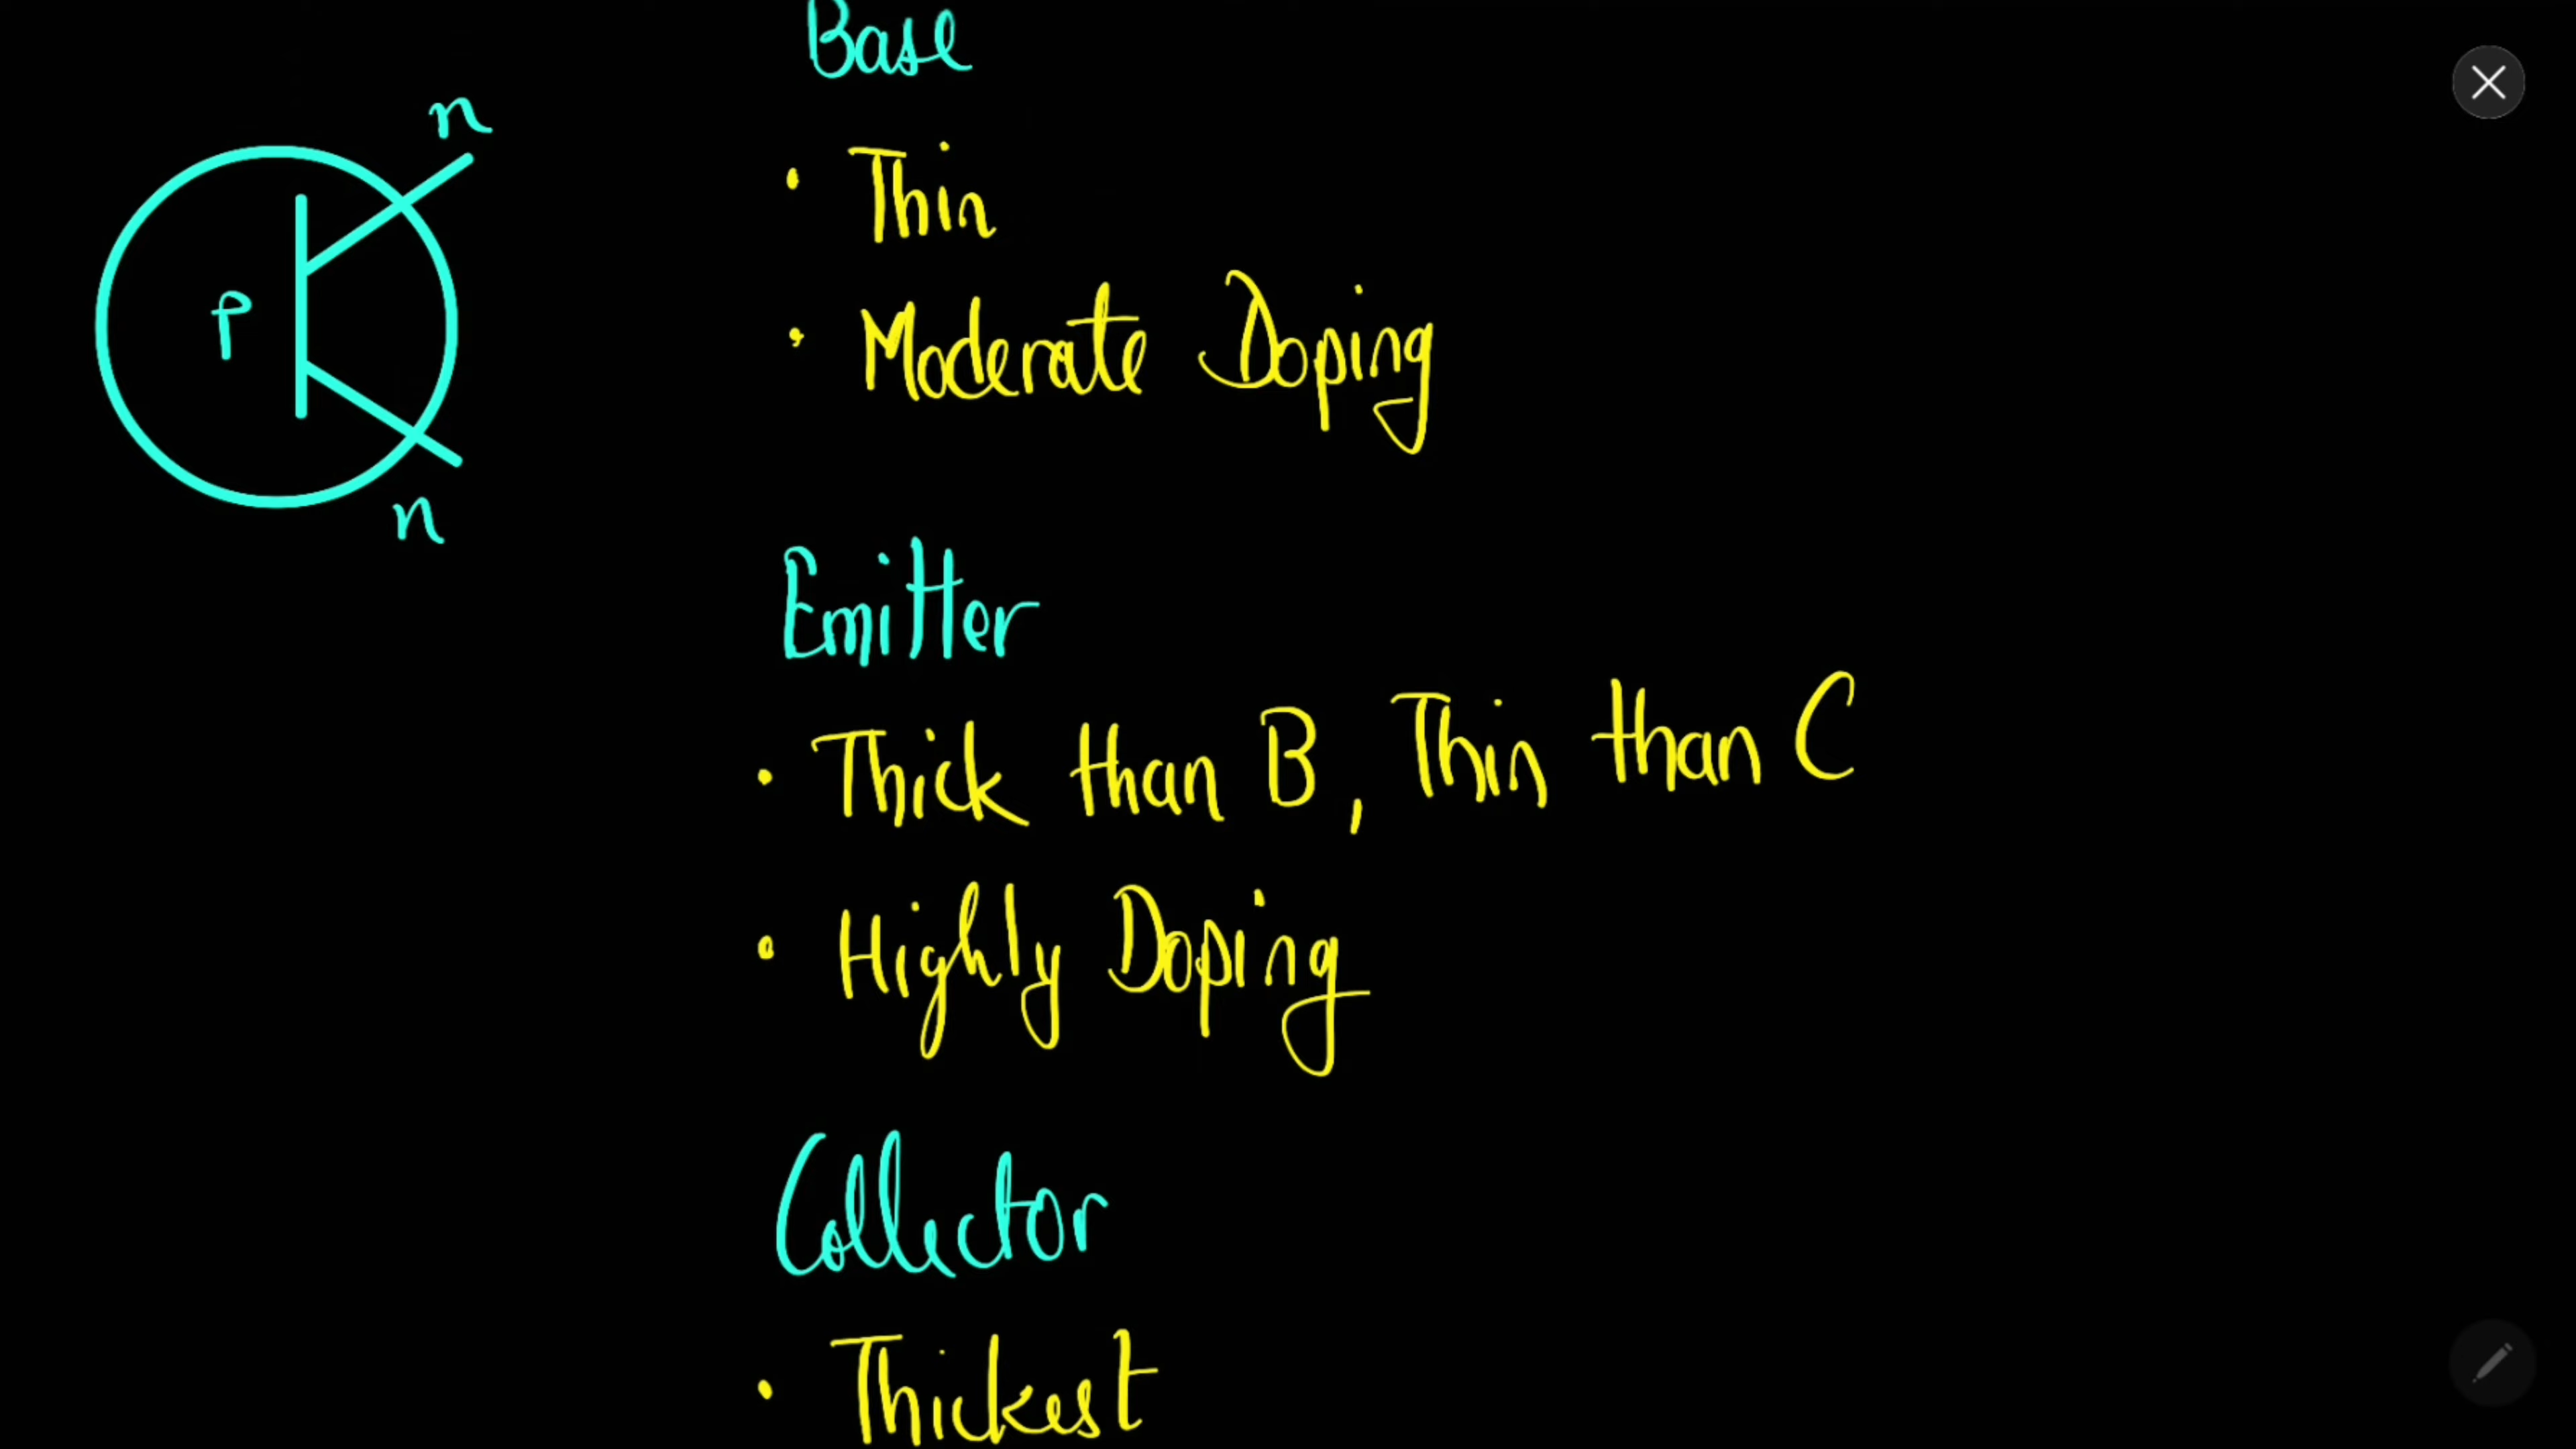 n
P
n
Base
• Thin
• Moderate Doping
Emitter
• Thick than B, Thin than C
• Highly Doping
Collector
• Thickest